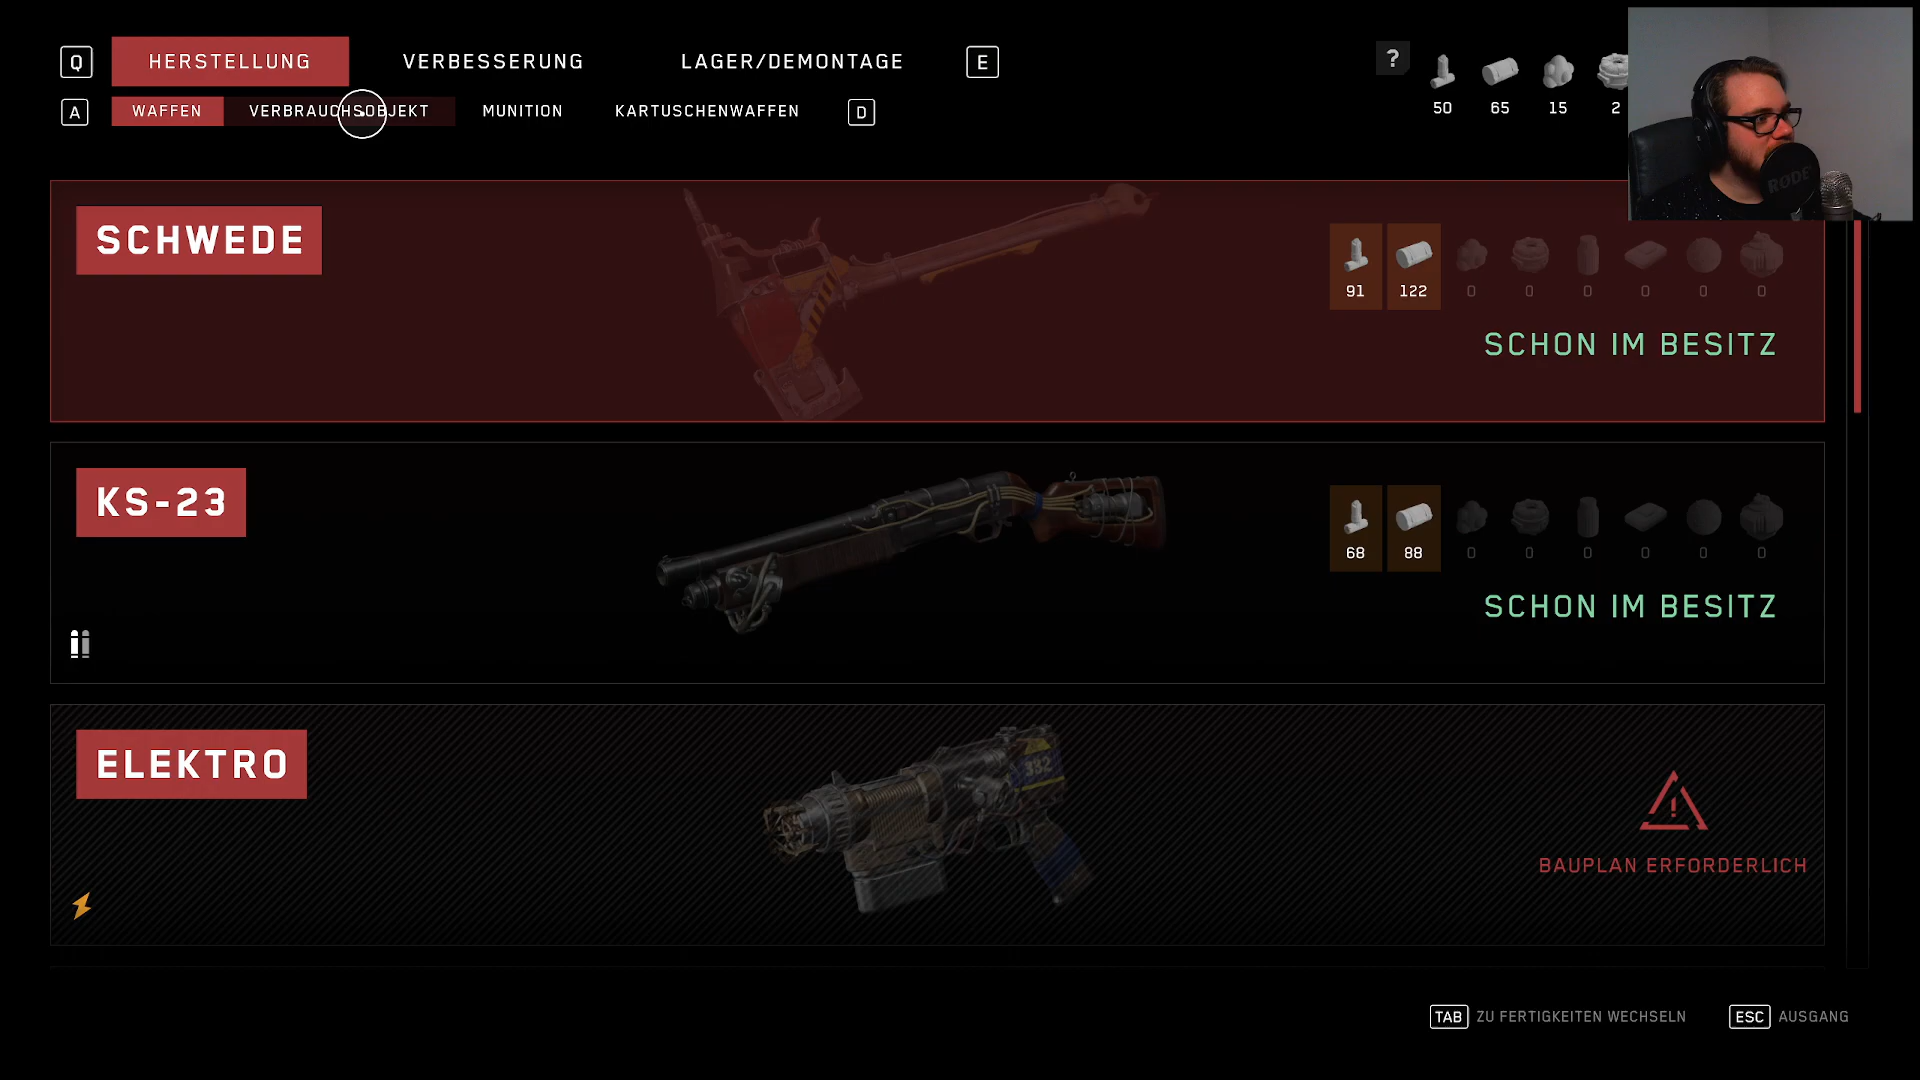 Q HERSTELLUNG VERBESSERUNG LAGER/DEMONTAGE E
?
50 65 15 2
A WAFFEN VERBRAUCHSOBJEKT MUNITION KARTUSCHENWAFFEN D
RØDE
SCHWEDE
91 122 0 0 0 0 0 0
SCHON IM BESITZ
KS-23
68 88 0 0 0 0 0 0
SCHON IM BESITZ
ELEKTRO
332
BAUPLAN ERFORDERLICH
TAB ZU FERTIGKEITEN WECHSELN ESC AUSGANG